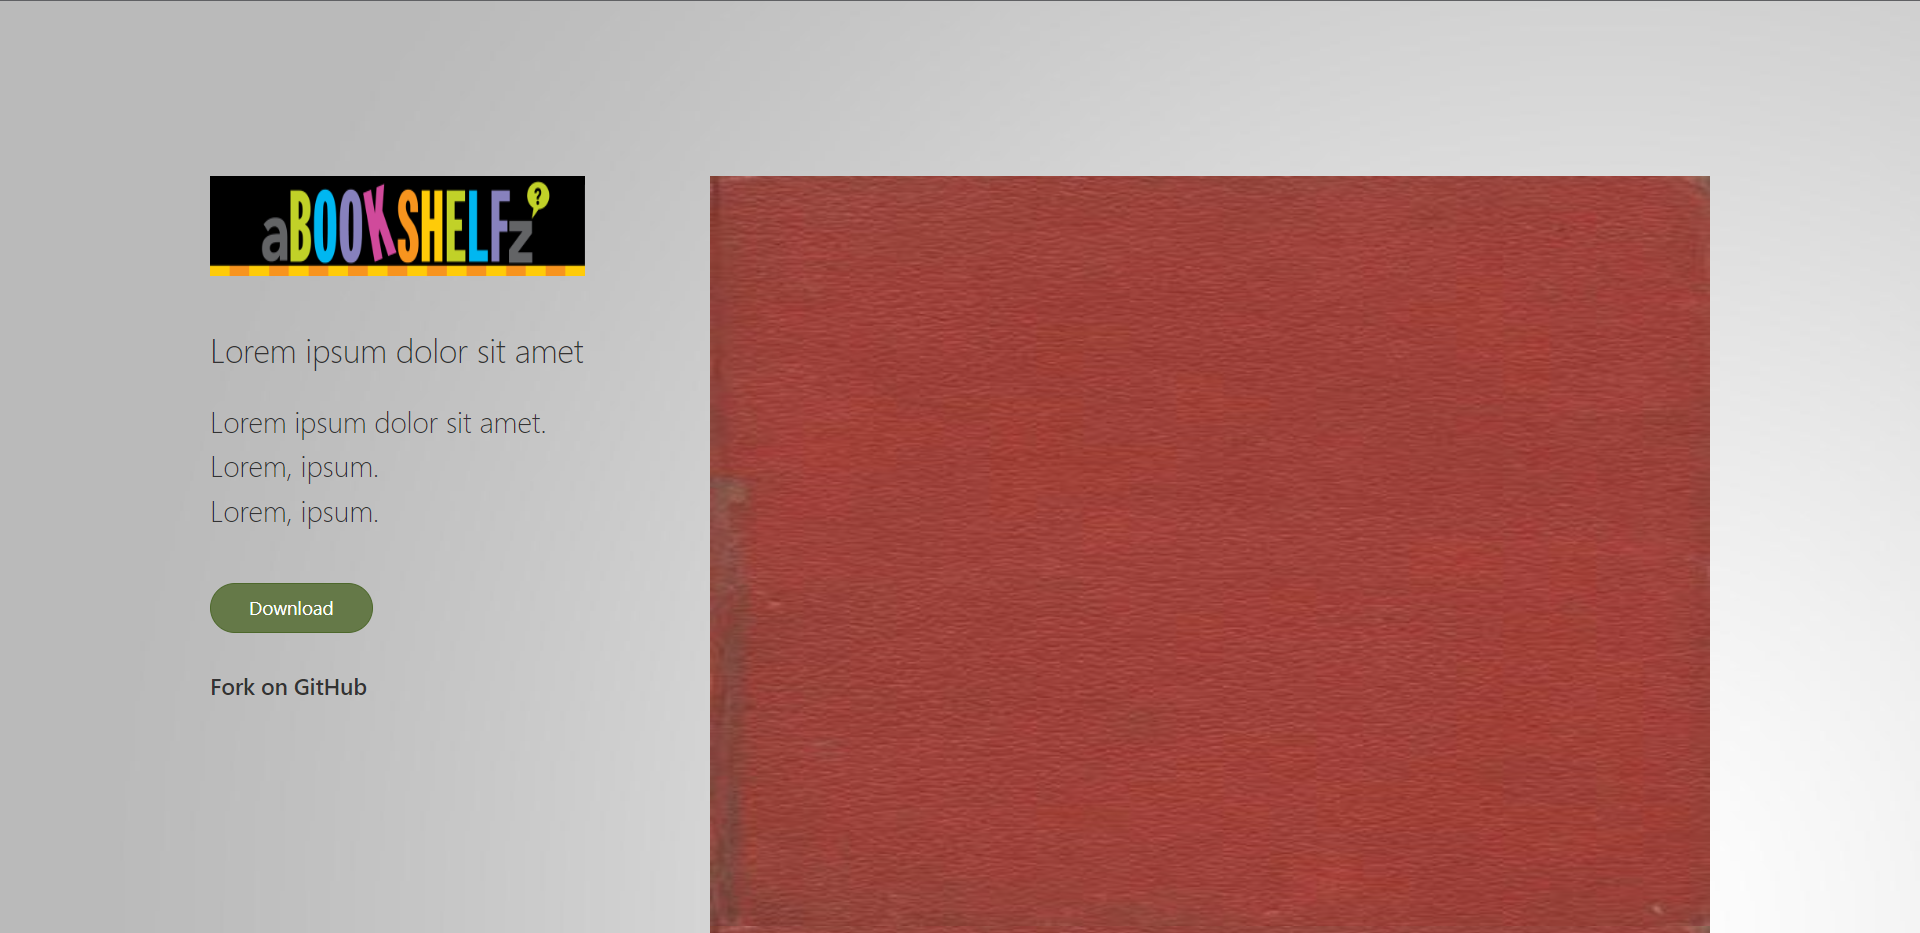 aBOOKSHELFz?
Lorem ipsum dolor sit amet
Lorem ipsum dolor sit amet.
Lorem, ipsum.
Lorem, ipsum.
Download
Fork on GitHub